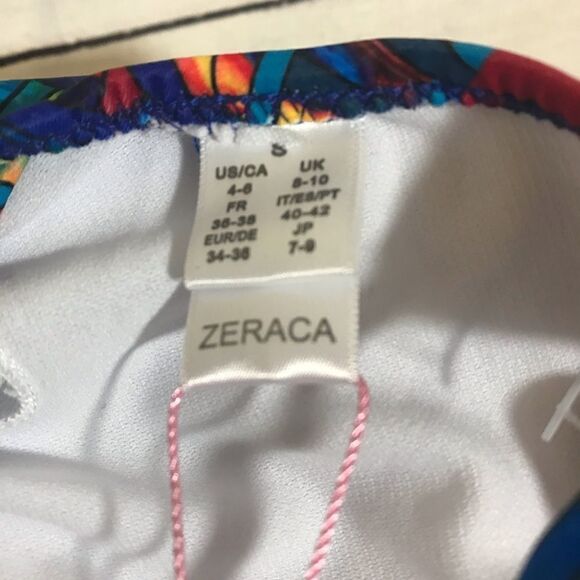 S
US/CA UK
4-6 8-10
FR IT/ES/PT
36-38 40-42
EUR/DE JP
34-36 7-9
ZERACA